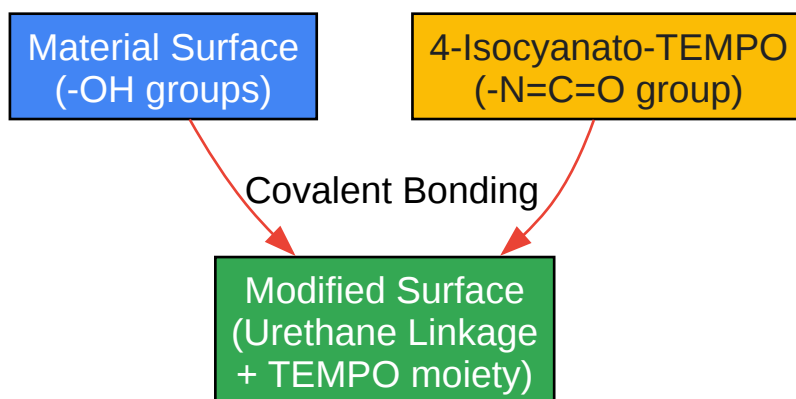 Material Surface
(-OH groups)
4-Isocyanato-TEMPO
(-N=C=O group)
Covalent Bonding
Modified Surface
(Urethane Linkage
+ TEMPO moiety)